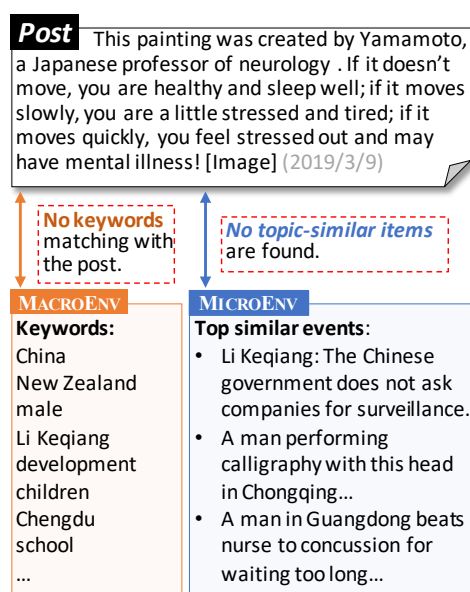 Post This painting was created by Yamamoto,
a Japanese professor of neurology . If it doesn't
move, you are healthy and sleep well; if it moves
slowly, you are a little stressed and tired; if it
moves quickly, you feel stressed out and may
have mental illness! [Image] (2019/3/9)
No keywords
matching with
the post.
No topic-similar items
are found.
MACROENV
Keywords:
China
New Zealand
male
Li Keqiang
development
children
Chengdu
school
...
MICROENV
Top similar events:
• Li Keqiang: The Chinese
government does not ask
companies for surveillance.
• A man performing
calligraphy with this head
in Chongqing...
• A man in Guangdong beats
nurse to concussion for
waiting too long...